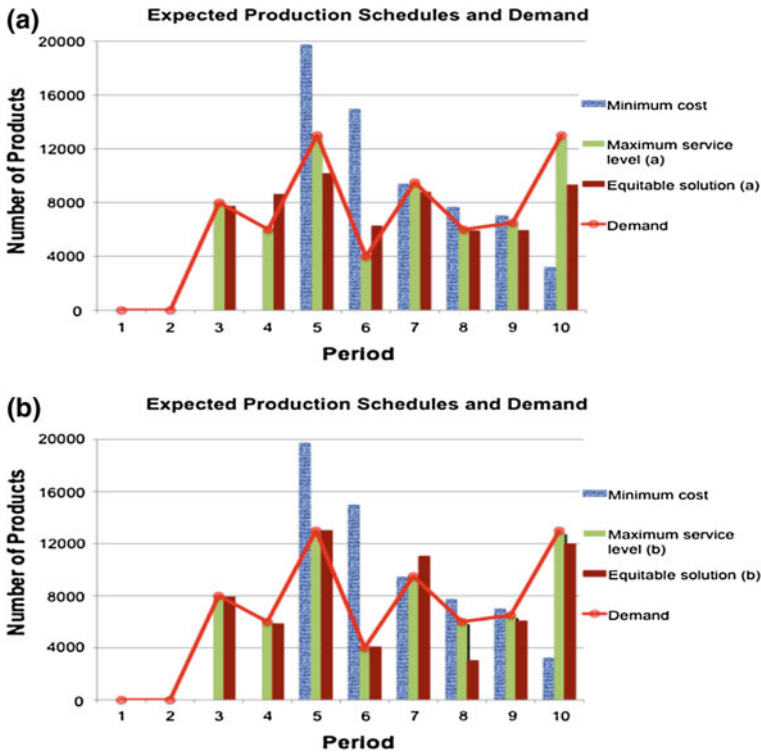 (a)
Expected Production Schedules and Demand
20000
16000
12000
8000
4000
0
Number of Products
1 2 3 4 5 6 7 8 9 10
Period
Minimum cost
Maximum service
level (a)
Equitable solution (a)
Demand
(b)
Expected Production Schedules and Demand
20000
16000
12000
8000
4000
0
Number of Products
1 2 3 4 5 6 7 8 9 10
Period
Minimum cost
Maximum service
level (b)
Equitable solution (b)
Demand